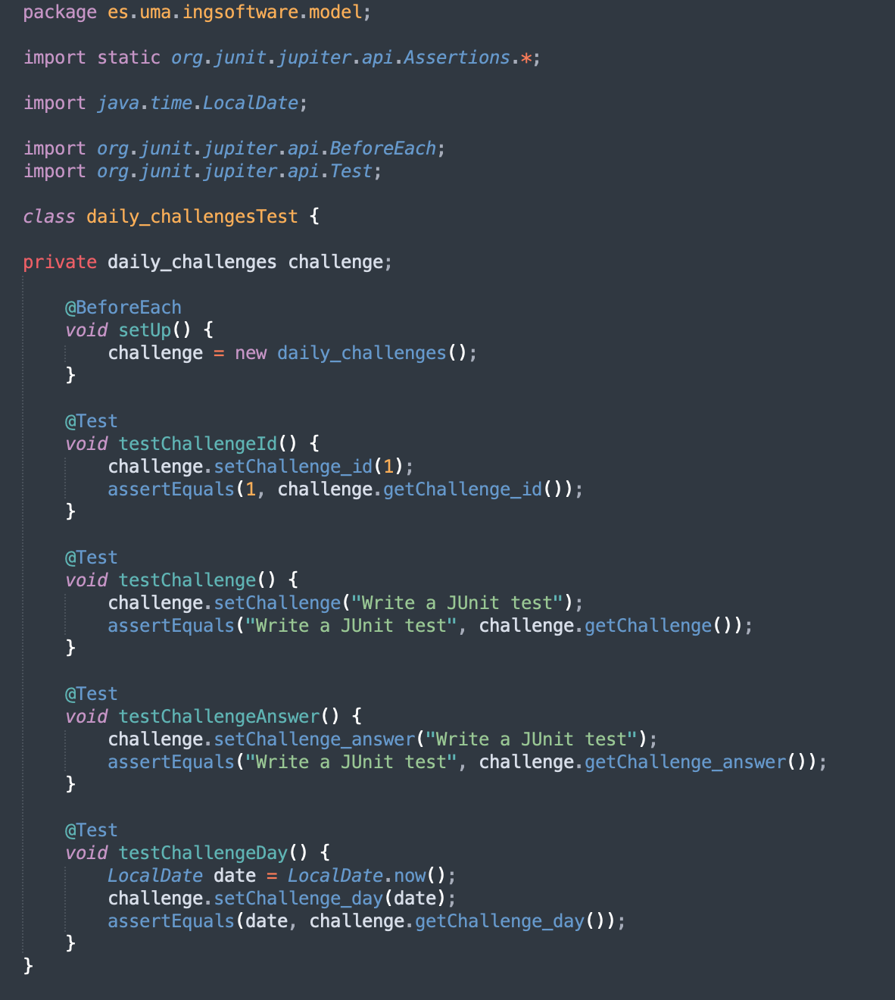 package es.uma.ingsoftware.model;
import static org.junit.jupiter.api.Assertions.*;
import java.time.LocalDate;
import org.junit.jupiter.api.BeforeEach;
import org.junit.jupiter.api.Test;
class daily_challengesTest {
private daily_challenges challenge;
@BeforeEach
void setUp() {
challenge = new daily_challenges();
}
@Test
void testChallengeId() {
challenge.setChallenge_id(1);
assertEquals(1, challenge.getChallenge_id());
}
@Test
void testChallenge() {
challenge.setChallenge("Write a JUnit test");
assertEquals("Write a JUnit test", challenge.getChallenge());
}
@Test
void testChallengeAnswer() {
challenge.setChallenge_answer("Write a JUnit test");
assertEquals("Write a JUnit test", challenge.getChallenge_answer());
}
@Test
void testChallengeDay() {
LocalDate date = LocalDate.now();
challenge.setChallenge_day(date);
assertEquals(date, challenge.getChallenge_day());
}
}